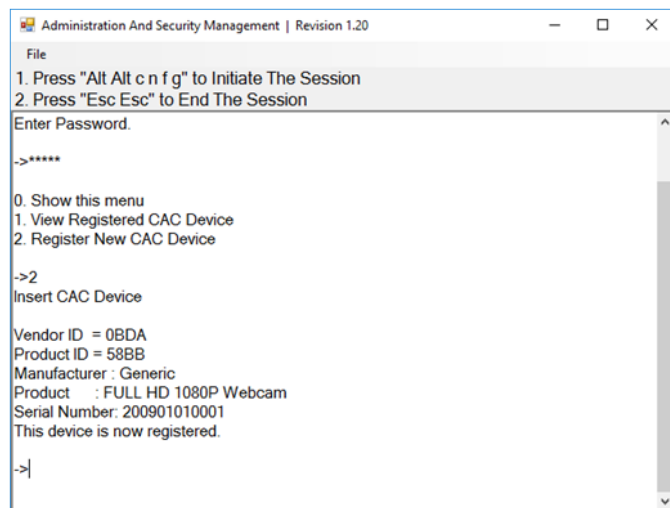 Administration And Security Management | Revision 1.20
File
1. Press "Alt Alt c n f g" to Initiate The Session
2. Press "Esc Esc" to End The Session
Enter Password.
->*****
0. Show this menu
1. View Registered CAC Device
2. Register New CAC Device
->2
Insert CAC Device
Vendor ID  = 0BDA
Product ID = 58BB
Manufacturer : Generic
Product      : FULL HD 1080P Webcam
Serial Number: 200901010001
This device is now registered.
->